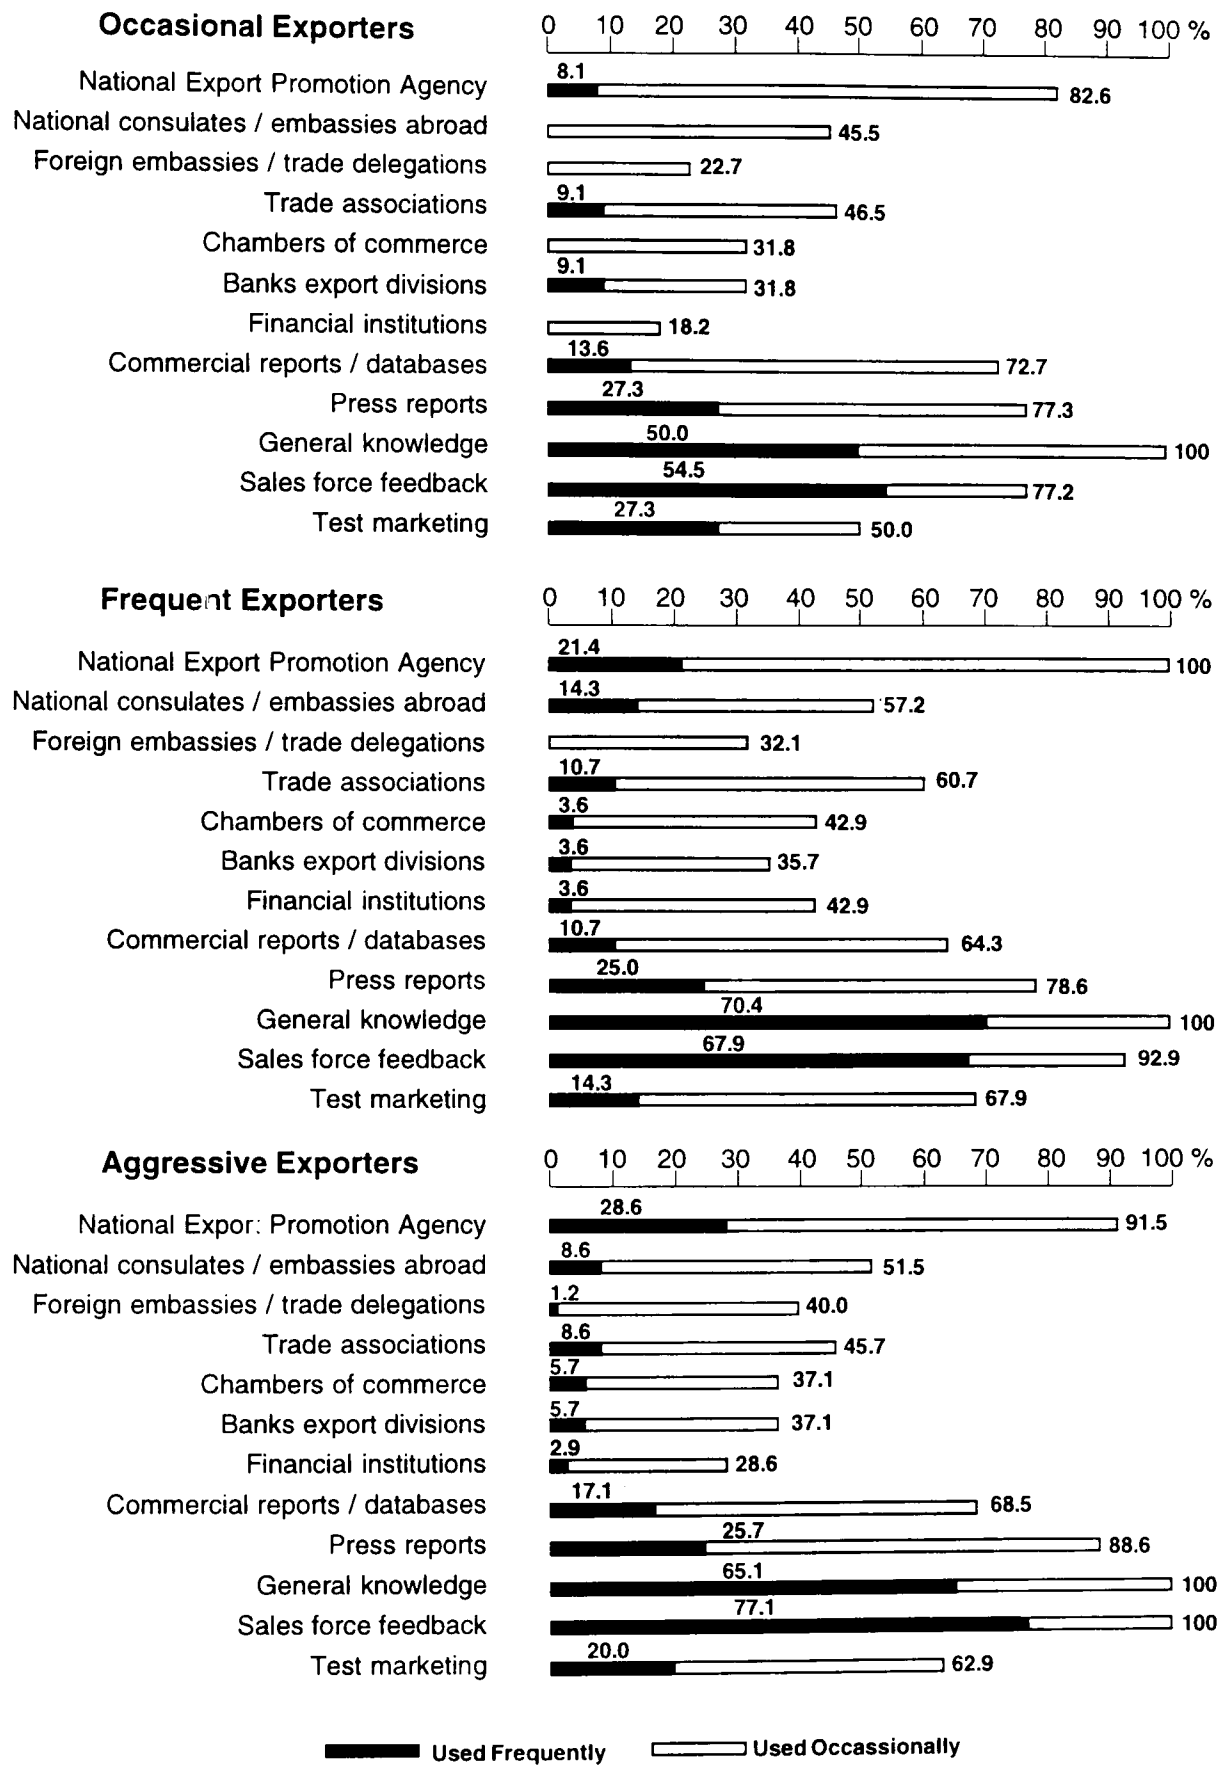 Occasional Exporters
0 10 20 30 40 50 60 70 80 90 100 %
National Export Promotion Agency 8.1 82.6
National consulates / embassies abroad 45.5
Foreign embassies / trade delegations 22.7
Trade associations 9.1 46.5
Chambers of commerce 31.8
Banks export divisions 9.1 31.8
Financial institutions 18.2
Commercial reports / databases 13.6 72.7
Press reports 27.3 77.3
General knowledge 50.0 100
Sales force feedback 54.5 77.2
Test marketing 27.3 50.0
Frequent Exporters
0 10 20 30 40 50 60 70 80 90 100 %
National Export Promotion Agency 21.4 100
National consulates / embassies abroad 14.3 57.2
Foreign embassies / trade delegations 32.1
Trade associations 10.7 60.7
Chambers of commerce 3.6 42.9
Banks export divisions 3.6 35.7
Financial institutions 3.6 42.9
Commercial reports / databases 10.7 64.3
Press reports 25.0 78.6
General knowledge 70.4 100
Sales force feedback 67.9 92.9
Test marketing 14.3 67.9
Aggressive Exporters
0 10 20 30 40 50 60 70 80 90 100 %
National Expor: Promotion Agency 28.6 91.5
National consulates / embassies abroad 8.6 51.5
Foreign embassies / trade delegations 1.2 40.0
Trade associations 8.6 45.7
Chambers of commerce 5.7 37.1
Banks export divisions 5.7 37.1
Financial institutions 2.9 28.6
Commercial reports / databases 17.1 68.5
Press reports 25.7 88.6
General knowledge 65.1 100
Sales force feedback 77.1 100
Test marketing 20.0 62.9
Used Frequently Used Occassionally